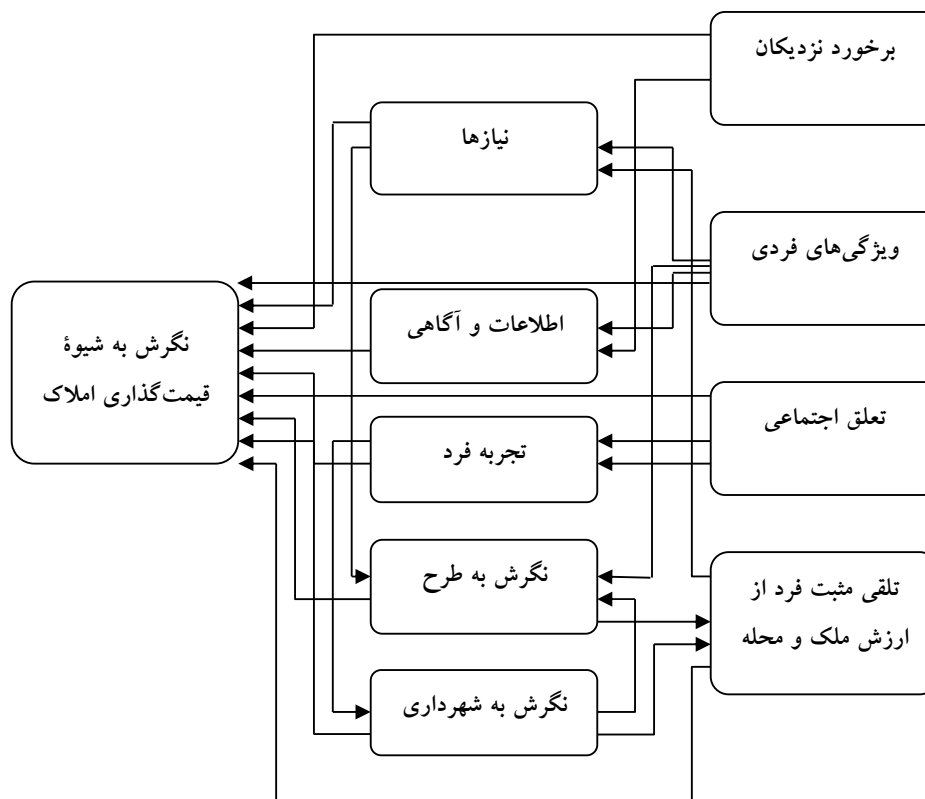 برخورد نزدیکان
نیازها
ویژگی‌های فردی
اطلاعات و آگاهی
نگرش به شیوۀ
قیمت‌گذاری املاک
تعلق اجتماعی
تجربه فرد
نگرش به طرح
تلقی مثبت فرد از
ارزش ملک و محله
نگرش به شهرداری